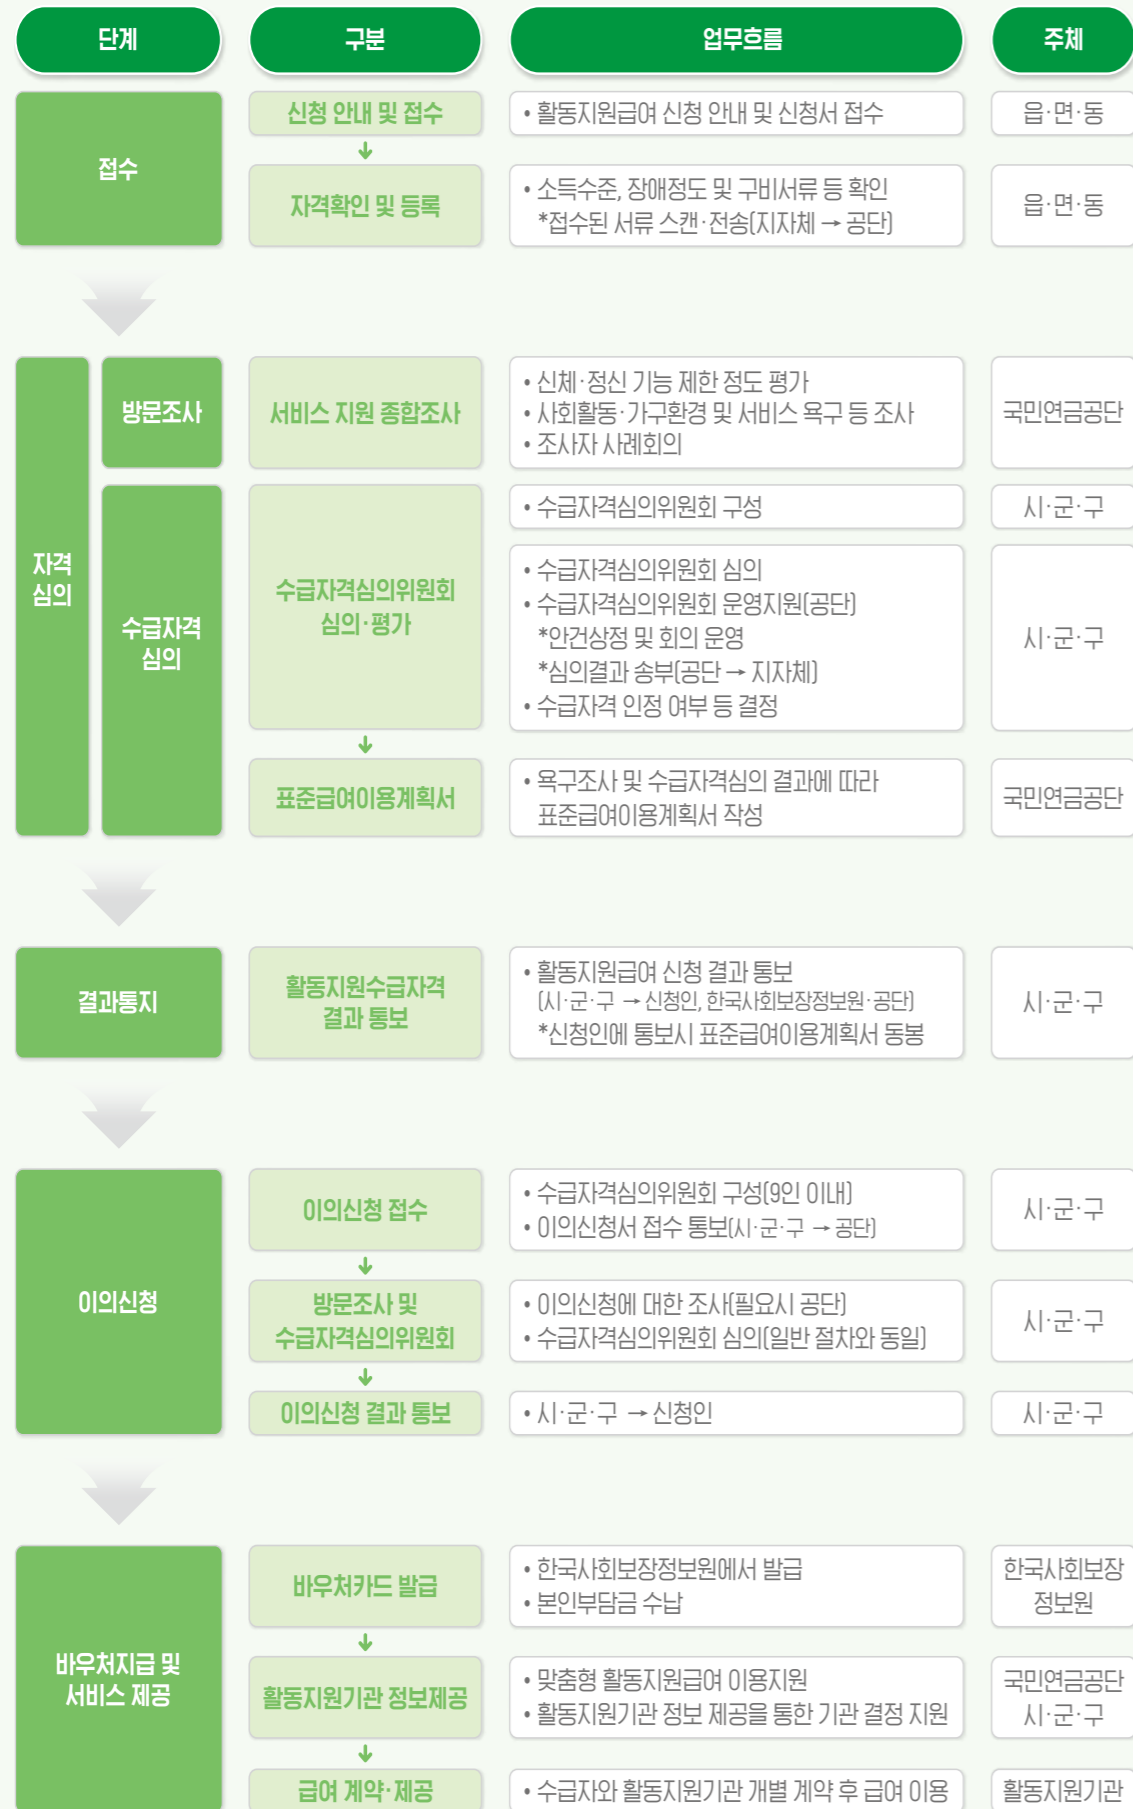 단계
구분
업무흐름
주체
접수
신청 안내 및 접수
• 활동지원급여 신청 안내 및 신청서 접수
읍·면·동
자격확인 및 등록
• 소득수준, 장애정도 및 구비서류 등 확인
*접수된 서류 스캔·전송(지자체 → 공단)
읍·면·동
자격
심의
방문조사
서비스 지원 종합조사
• 신체·정신 기능 제한 정도 평가
• 사회활동·가구환경 및 서비스 욕구 등 조사
• 조사자 사례회의
국민연금공단
수급자격
심의
수급자격심의위원회
심의·평가
• 수급자격심의위원회 구성
시·군·구
• 수급자격심의위원회 심의
• 수급자격심의위원회 운영지원(공단)
*안건상정 및 회의 운영
*심의결과 송부(공단 → 지자체)
• 수급자격 인정 여부 등 결정
시·군·구
표준급여이용계획서
• 욕구조사 및 수급자격심의 결과에 따라
표준급여이용계획서 작성
국민연금공단
결과통지
활동지원수급자격
결과 통보
• 활동지원급여 신청 결과 통보
(시·군·구 → 신청인, 한국사회보장정보원·공단)
*신청인에 통보시 표준급여이용계획서 동봉
시·군·구
이의신청
이의신청 접수
• 수급자격심의위원회 구성(9인 이내)
• 이의신청서 접수 통보(시·군·구 → 공단)
시·군·구
방문조사 및
수급자격심의위원회
• 이의신청에 대한 조사(필요시 공단)
• 수급자격심의위원회 심의(일반 절차와 동일)
시·군·구
이의신청 결과 통보
• 시·군·구 → 신청인
시·군·구
바우처지급 및
서비스 제공
바우처카드 발급
• 한국사회보장정보원에서 발급
• 본인부담금 수납
한국사회보장
정보원
활동지원기관 정보제공
• 맞춤형 활동지원급여 이용지원
• 활동지원기관 정보 제공을 통한 기관 결정 지원
국민연금공단
시·군·구
급여 계약·제공
• 수급자와 활동지원기관 개별 계약 후 급여 이용
활동지원기관